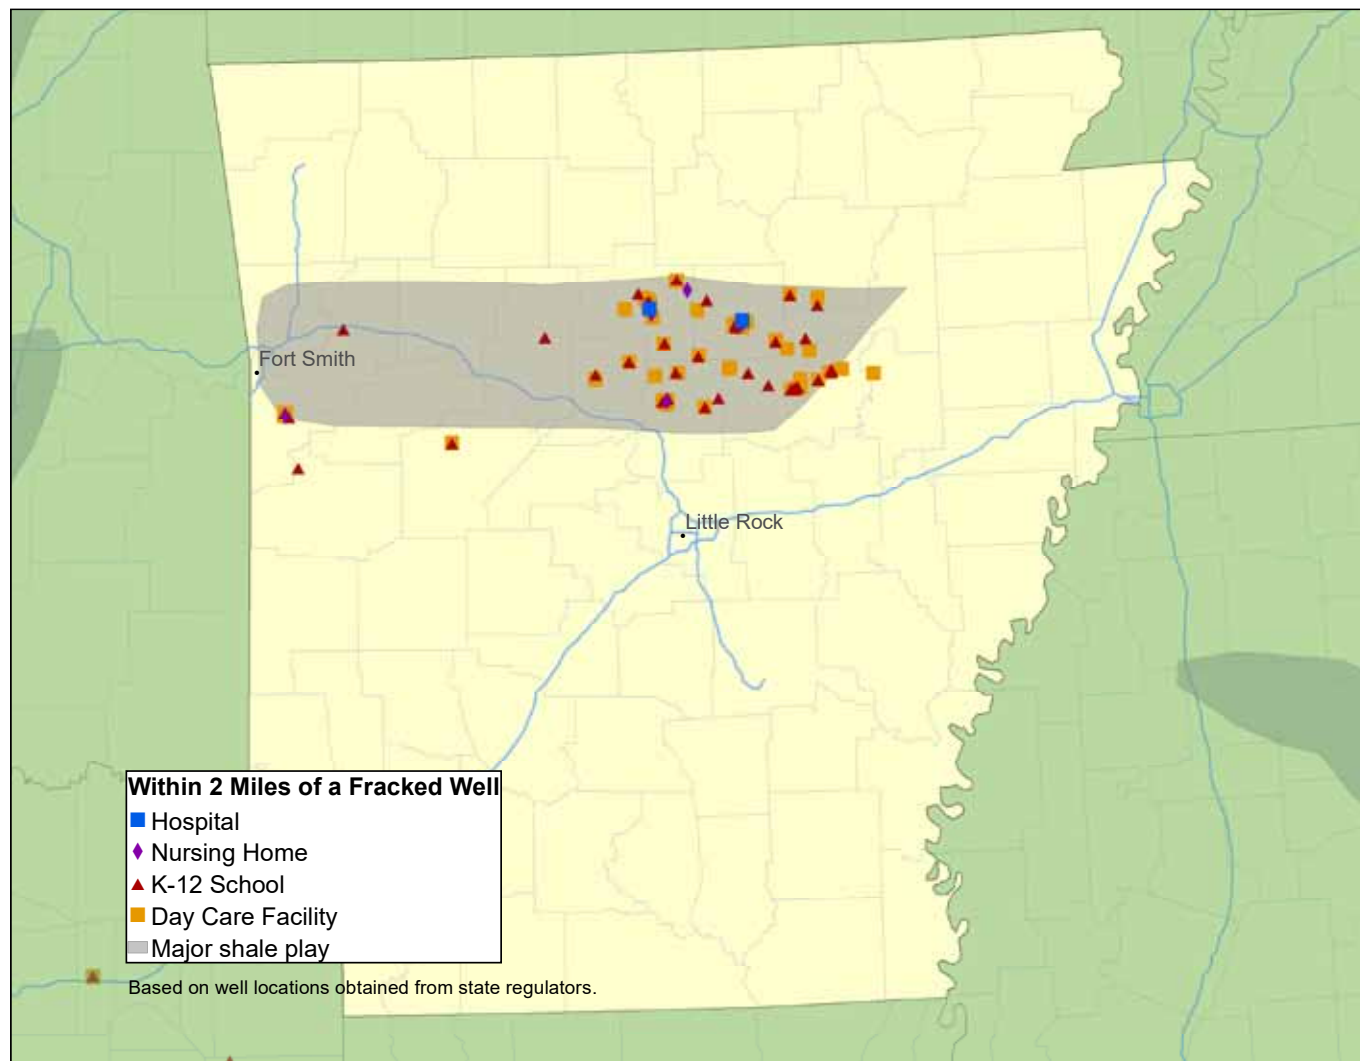 Fort Smith
Little Rock
Within 2 Miles of a Fracked Well
Hospital
Nursing Home
K-12 School
Day Care Facility
Major shale play
Based on well locations obtained from state regulators.